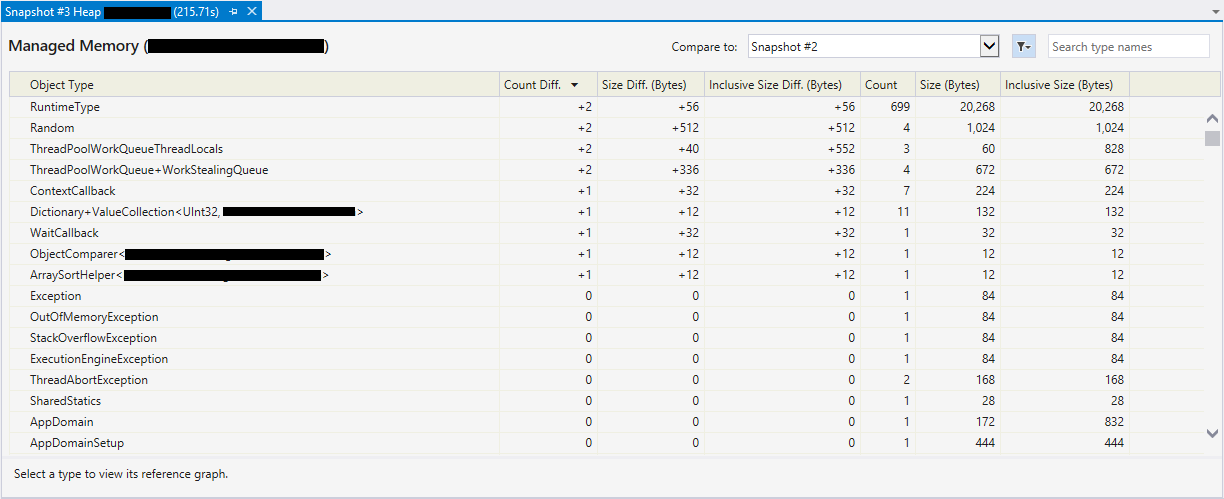 Snapshot #3 Heap (215.71s)
Managed Memory ( )
Compare to: Snapshot #2 Search type names
Object Type Count Diff. Size Diff. (Bytes) Inclusive Size Diff. (Bytes) Count Size (Bytes) Inclusive Size (Bytes)
RuntimeType +2 +56 +56 699 20,268 20,268
Random +2 +512 +512 4 1,024 1,024
ThreadPoolWorkQueueThreadLocals +2 +40 +552 3 60 828
ThreadPoolWorkQueue+WorkStealingQueue +2 +336 +336 4 672 672
ContextCallback +1 +32 +32 7 224 224
Dictionary+ValueCollection<UInt32, > +1 +12 +12 11 132 132
WaitCallback +1 +32 +32 1 32 32
ObjectComparer< > +1 +12 +12 1 12 12
ArraySortHelper< > +1 +12 +12 1 12 12
Exception 0 0 0 1 84 84
OutOfMemoryException 0 0 0 1 84 84
StackOverflowException 0 0 0 1 84 84
ExecutionEngineException 0 0 0 1 84 84
ThreadAbortException 0 0 0 2 168 168
SharedStatics 0 0 0 1 28 28
AppDomain 0 0 0 1 172 832
AppDomainSetup 0 0 0 1 444 444
Select a type to view its reference graph.